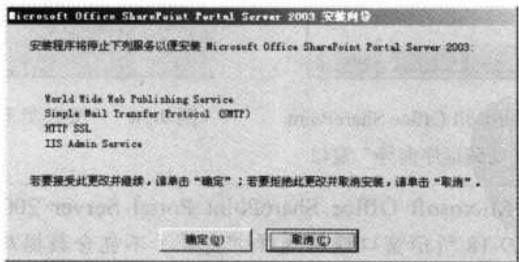 Microsoft Office SharePoint Portal Server 2003 安装向导
安装程序将停止下列服务以便安装 Microsoft Office SharePoint Portal Server 2003:
World Wide Web Publishing Service
Simple Mail Transfer Protocol (SMTP)
HTTP SSL
IIS Admin Service
若要接受此更改并继续，请单击“确定”；若要拒绝此更改并取消安装，请单击“取消”。
确定(O)
取消(C)